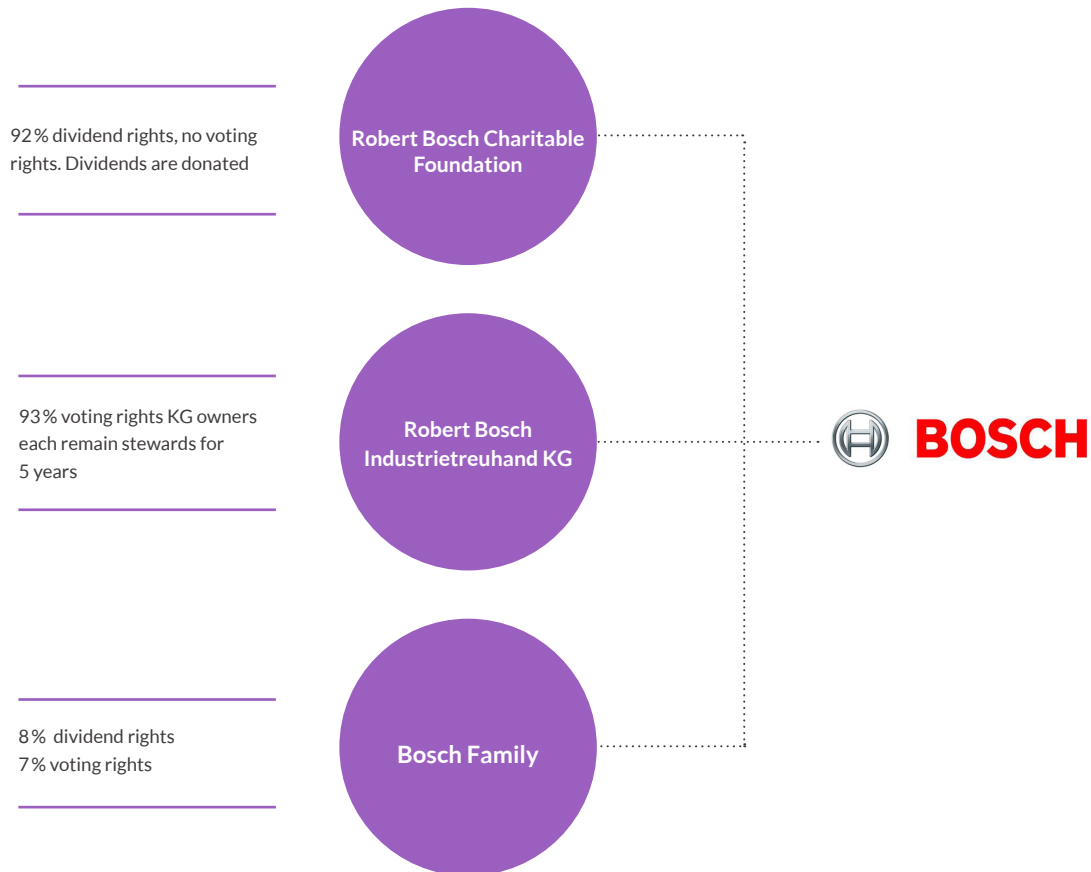 92% dividend rights, no voting
rights. Dividends are donated
Robert Bosch Charitable
Foundation
93% voting rights KG owners
each remain stewards for
5 years
Robert Bosch
Industrietreuhand KG
BOSCH
8% dividend rights
7% voting rights
Bosch Family